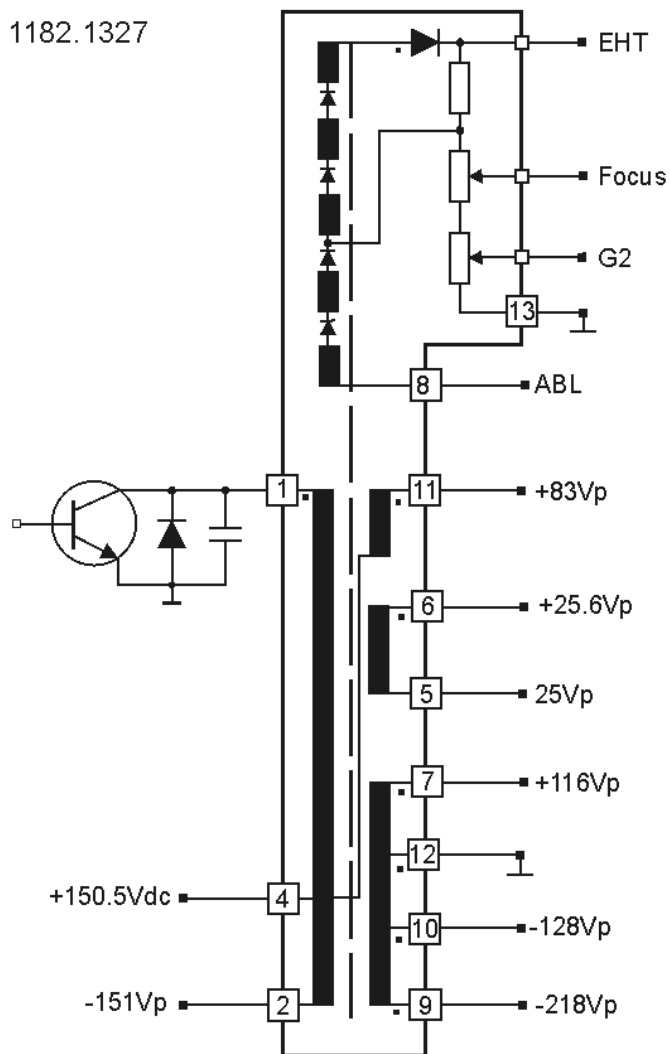 1182.1327
EHT
Focus
G2
13
8 ABL
1 11 +83Vp
6 +25.6Vp
5 25Vp
7 +116Vp
12
+150.5Vdc 4
10 -128Vp
-151Vp 2 9 -218Vp